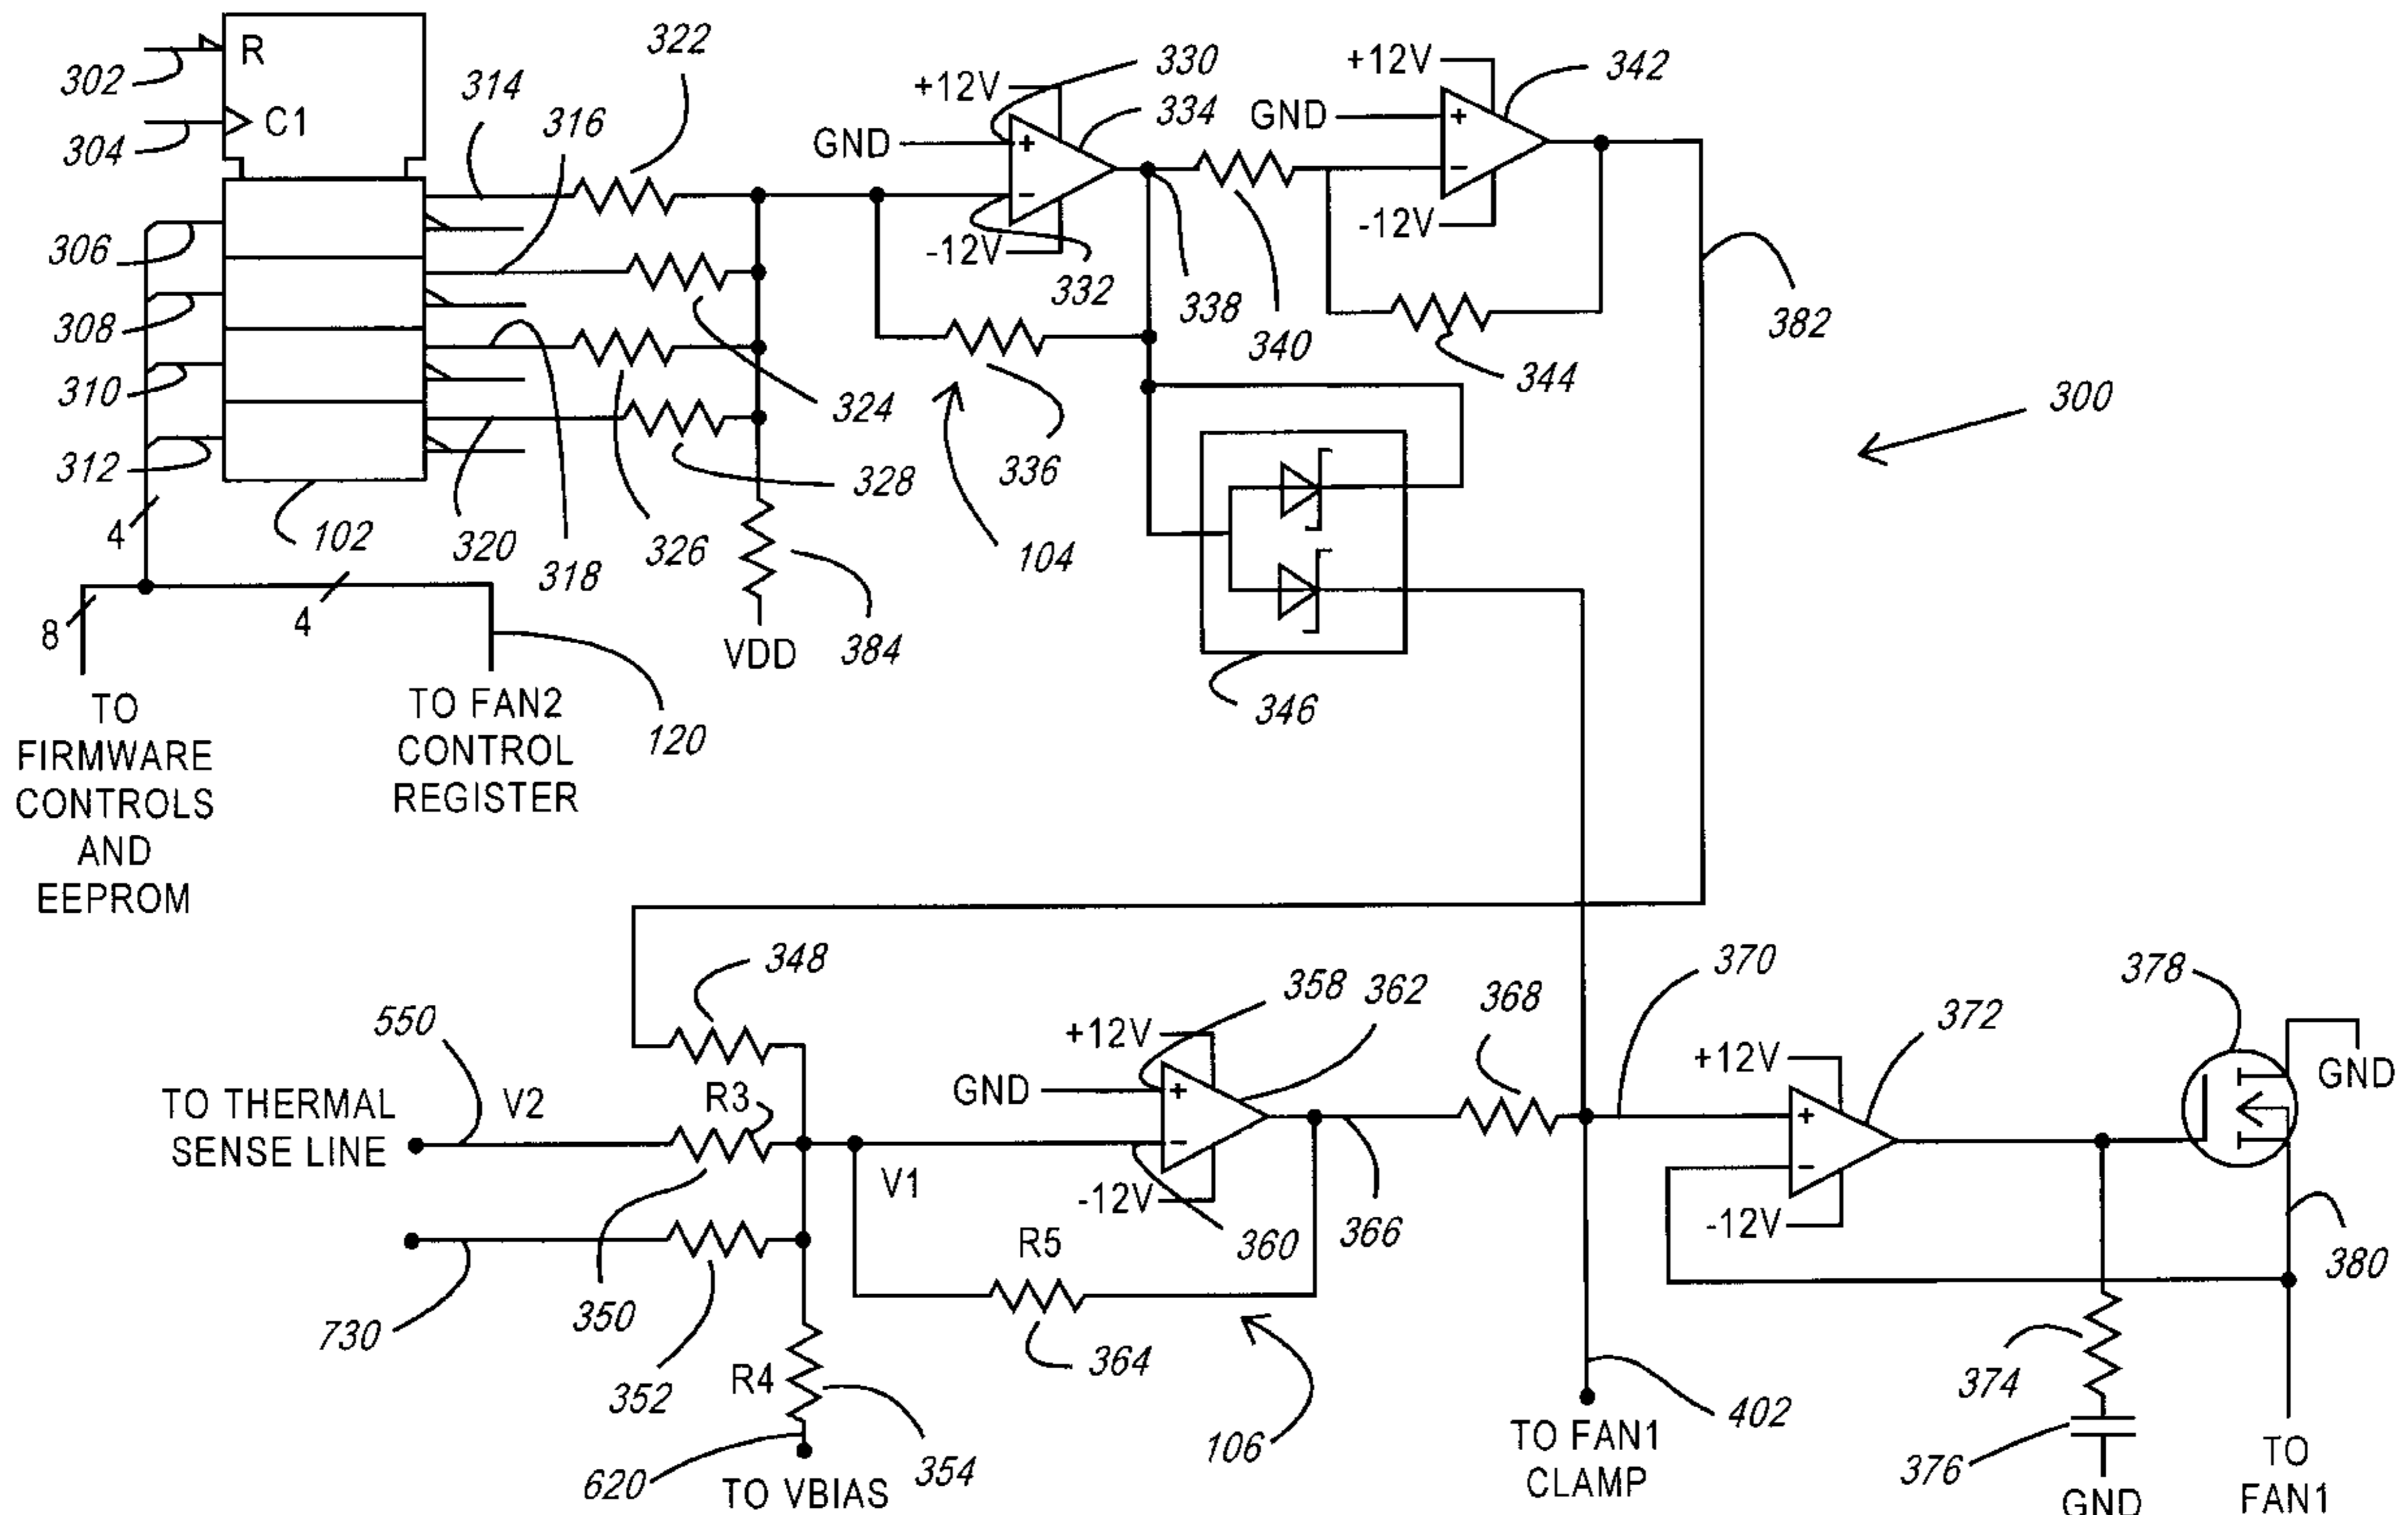 R
302
C1
304
322
314
316
+12V
330
334
GND
+
-
-12V
332
338
340
+12V
342
GND
+
-
-12V
344
382
306
308
310
312
4
102
320
318
326
324
328
336
104
300
8
4
VDD
384
346
TO
FIRMWARE
CONTROLS
AND
EEPROM
TO FAN2
CONTROL
REGISTER
120
348
550
TO THERMAL
SENSE LINE
V2
R3
V1
GND
+12V
358
362
+
-
-12V
360
366
368
370
372
378
+12V
+
-
-12V
GND
380
730
350
352
R5
364
106
R4
354
620
TO VBIAS
402
TO FAN1
CLAMP
374
376
GND
TO
FAN1